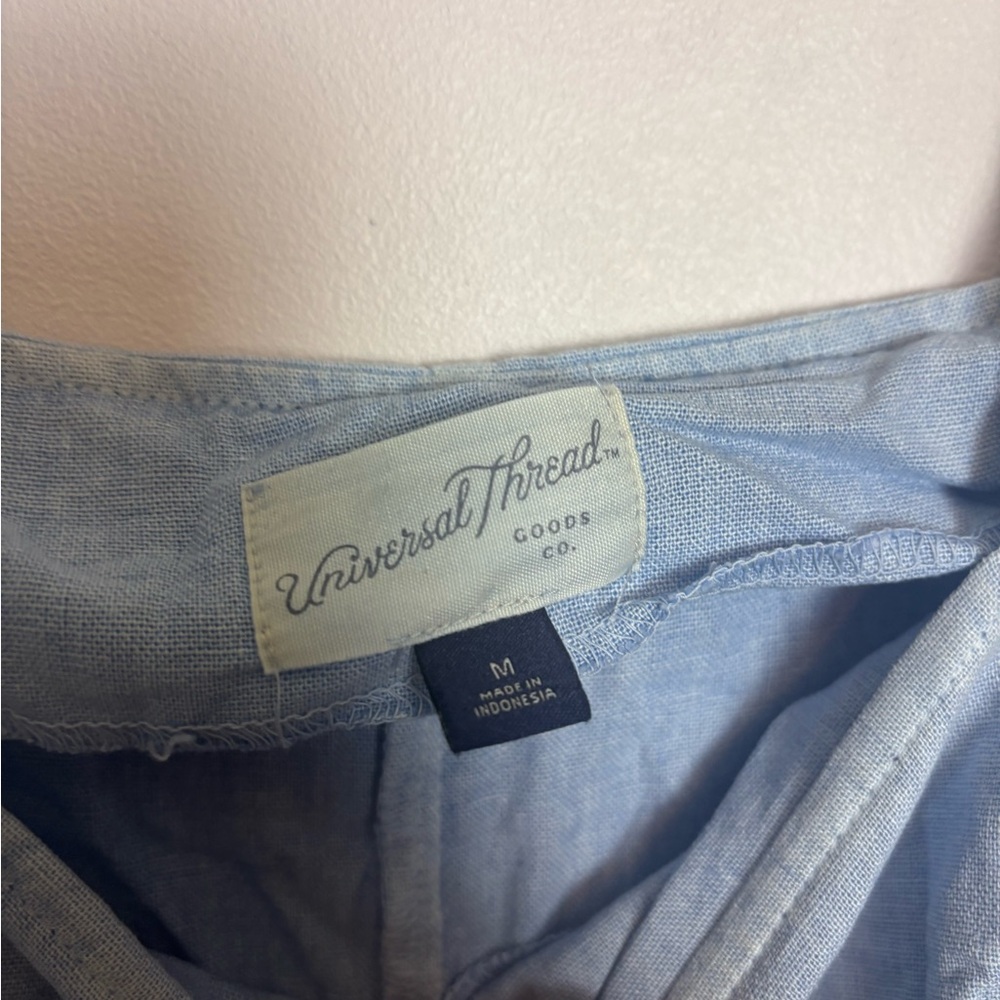 Universal Thread™
GOODS
CO.
M
MADE IN
INDONESIA